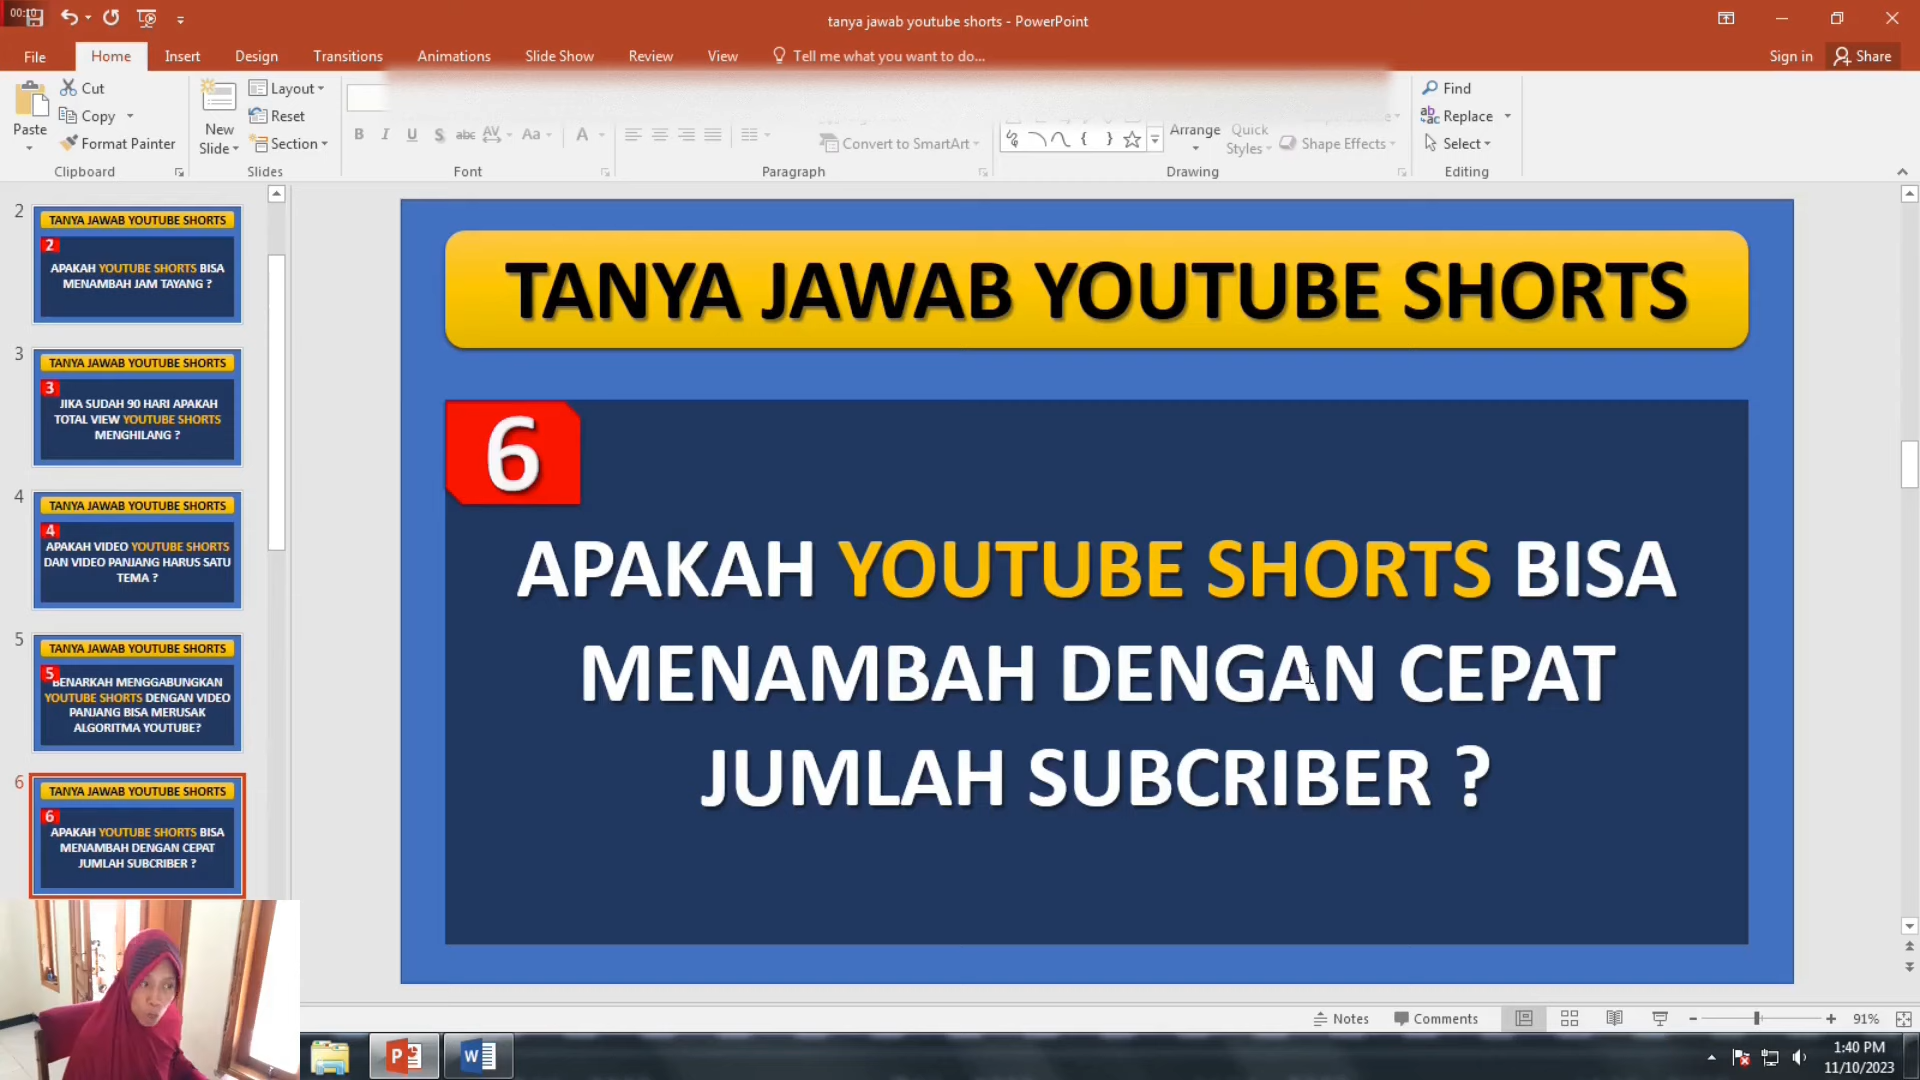 00:10
tanya jawab youtube shorts - PowerPoint
File Home Insert Design Transitions Animations Slide Show Review View Tell me what you want to do... Sign in Share
Paste
Cut
Copy
Format Painter
Clipboard
New Slide
Layout
Reset
Section
Slides
B I U S abc AV Aa A
Font
Convert to SmartArt
Paragraph
Arrange
Quick Styles
Shape Effects
Drawing
Find
Replace
Select
Editing
2
TANYA JAWAB YOUTUBE SHORTS
2
APAKAH YOUTUBE SHORTS BISA
MENAMBAH JAM TAYANG ?
3
TANYA JAWAB YOUTUBE SHORTS
3
JIKA SUDAH 90 HARI APAKAH
TOTAL VIEW YOUTUBE SHORTS
MENGHILANG ?
4
TANYA JAWAB YOUTUBE SHORTS
4
APAKAH VIDEO YOUTUBE SHORTS
DAN VIDEO PANJANG HARUS SATU
TEMA ?
5
TANYA JAWAB YOUTUBE SHORTS
5
BENARKAH MENGGABUNGKAN
YOUTUBE SHORTS DENGAN VIDEO
PANJANG BISA MERUSAK
ALGORITMA YOUTUBE?
6
TANYA JAWAB YOUTUBE SHORTS
6
APAKAH YOUTUBE SHORTS BISA
MENAMBAH DENGAN CEPAT
JUMLAH SUBCRIBER ?
TANYA JAWAB YOUTUBE SHORTS
6
APAKAH YOUTUBE SHORTS BISA
MENAMBAH DENGAN CEPAT
JUMLAH SUBCRIBER ?
Notes Comments 91%
1:40 PM
11/10/2023